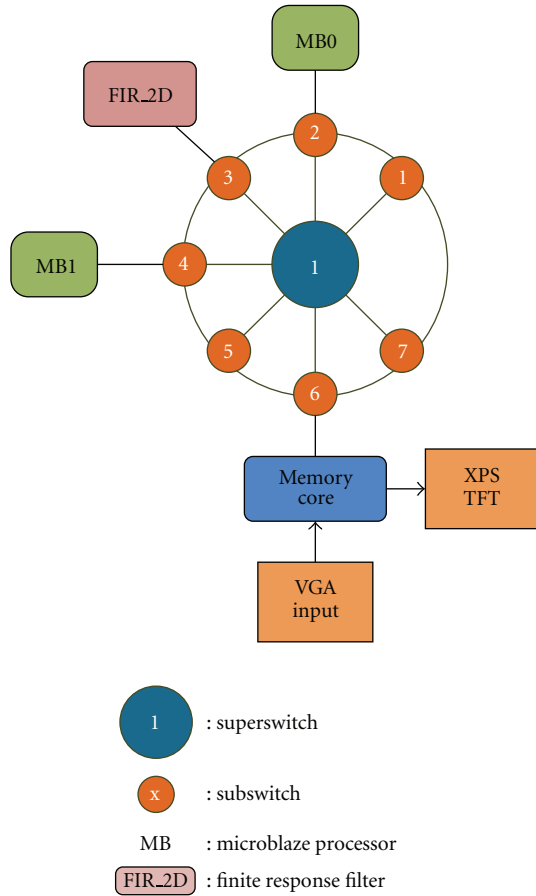 MB0
FIR_2D
2
3
1
MB1
4
1
5
7
6
Memory
core
XPS
TFT
VGA
input
1 : superswitch
x : subswitch
MB : microblaze processor
FIR_2D : finite response filter